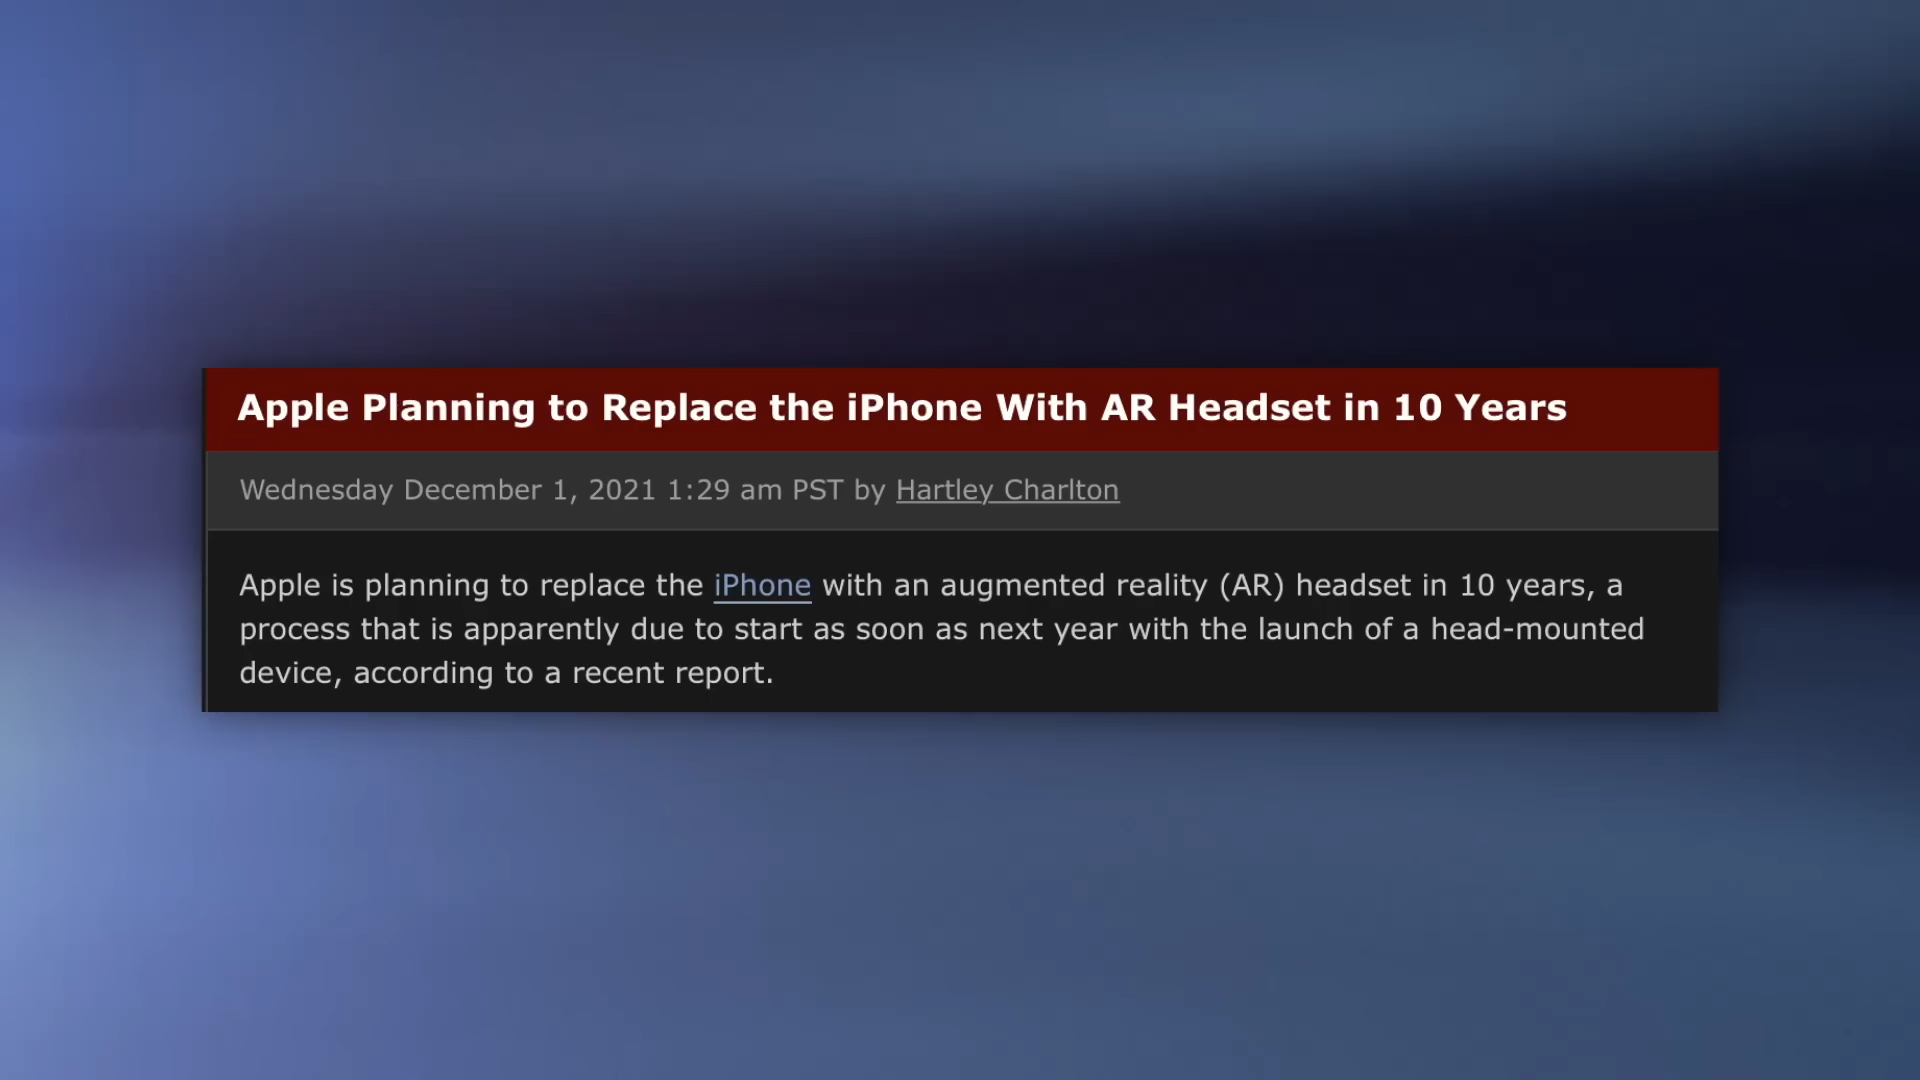 Apple Planning to Replace the iPhone With AR Headset in 10 Years
Wednesday December 1, 2021 1:29 am PST by Hartley Charlton
Apple is planning to replace the iPhone with an augmented reality (AR) headset in 10 years, a
process that is apparently due to start as soon as next year with the launch of a head-mounted
device, according to a recent report.